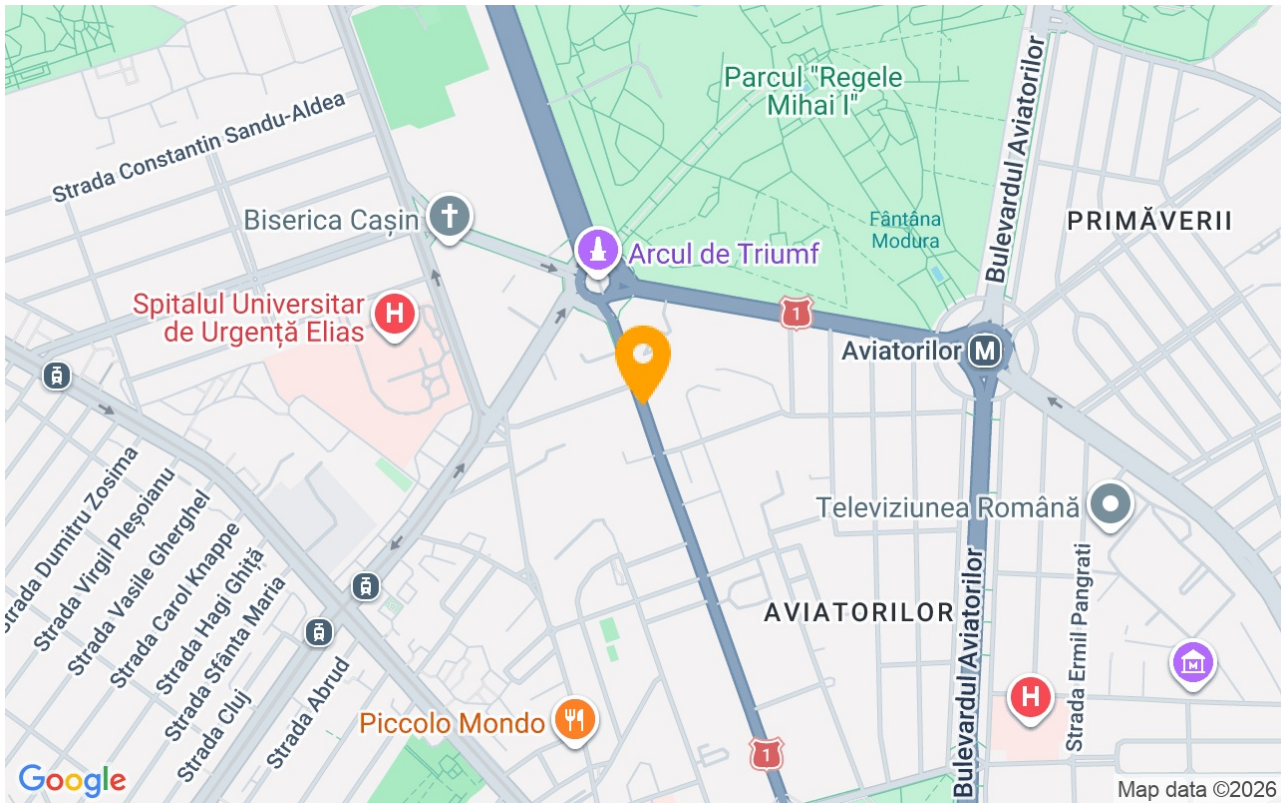 Parcul "Regele
Mihai I"
Bulevardul Aviatorilor
Strada Constantin Sandu-Aldea
Biserica Cașin
Fântâna
Modura
PRIMĂVERII
Arcul de Triumf
Spitalul Universitar
de Urgență Elias
H
1
Aviatorilor
M
Strada Dumitru Zosima
Strada Virgil Pleșoianu
Strada Vasile Gherghel
Strada Carol Knappe
Strada Hagi Ghiță
Strada Sfânta Maria
Strada Cluj
Strada Abrud
Televiziunea Română
AVIATORILOR
Bulevardul Aviatorilor
Strada Ermil Pangrati
M
H
Piccolo Mondo
1
Google
Map data ©2026